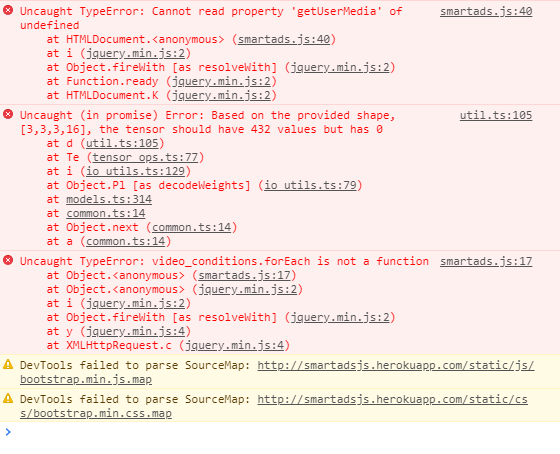 Uncaught TypeError: Cannot read property 'getUserMedia' of smartads.js:40
undefined
at HTMLDocument.<anonymous> (smartads.js:40)
at i (jquery.min.js:2)
at Object.fireWith [as resolveWith] (jquery.min.js:2)
at Function.ready (jquery.min.js:2)
at HTMLDocument.K (jquery.min.js:2)
Uncaught (in promise) Error: Based on the provided shape, util.ts:105
[3,3,3,16], the tensor should have 432 values but has 0
at d (util.ts:105)
at Te (tensor_ops.ts:77)
at i (io_utils.ts:129)
at Object.Pl [as decodeWeights] (io_utils.ts:79)
at models.ts:314
at common.ts:14
at Object.next (common.ts:14)
at a (common.ts:14)
Uncaught TypeError: video_conditions.forEach is not a function smartads.js:17
at Object.<anonymous> (smartads.js:17)
at Object.<anonymous> (jquery.min.js:2)
at i (jquery.min.js:2)
at Object.fireWith [as resolveWith] (jquery.min.js:2)
at y (jquery.min.js:4)
at XMLHttpRequest.c (jquery.min.js:4)
DevTools failed to parse SourceMap: http://smartadsjs.herokuapp.com/static/js/
bootstrap.min.js.map
DevTools failed to parse SourceMap: http://smartadsjs.herokuapp.com/static/cs
s/bootstrap.min.css.map